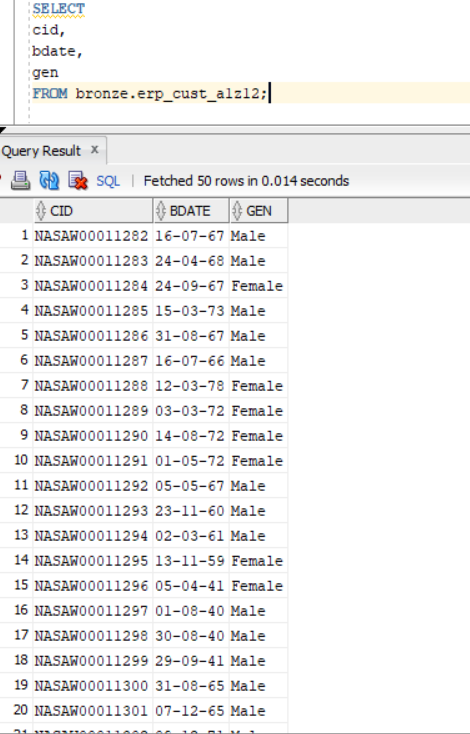 SELECT
cid,
bdate,
gen
FROM bronze.erp_cust_a1z12;
Query Result x
SQL | Fetched 50 rows in 0.014 seconds
CID BDATE GEN
1 NASAW00011282 16-07-67 Male
2 NASAW00011283 24-04-68 Male
3 NASAW00011284 24-09-67 Female
4 NASAW00011285 15-03-73 Male
5 NASAW00011286 31-08-67 Male
6 NASAW00011287 16-07-66 Male
7 NASAW00011288 12-03-78 Female
8 NASAW00011289 03-03-72 Female
9 NASAW00011290 14-08-72 Female
10 NASAW00011291 01-05-72 Female
11 NASAW00011292 05-05-67 Male
12 NASAW00011293 23-11-60 Male
13 NASAW00011294 02-03-61 Male
14 NASAW00011295 13-11-59 Female
15 NASAW00011296 05-04-41 Female
16 NASAW00011297 01-08-40 Male
17 NASAW00011298 30-08-40 Male
18 NASAW00011299 29-09-41 Male
19 NASAW00011300 31-08-65 Male
20 NASAW00011301 07-12-65 Male